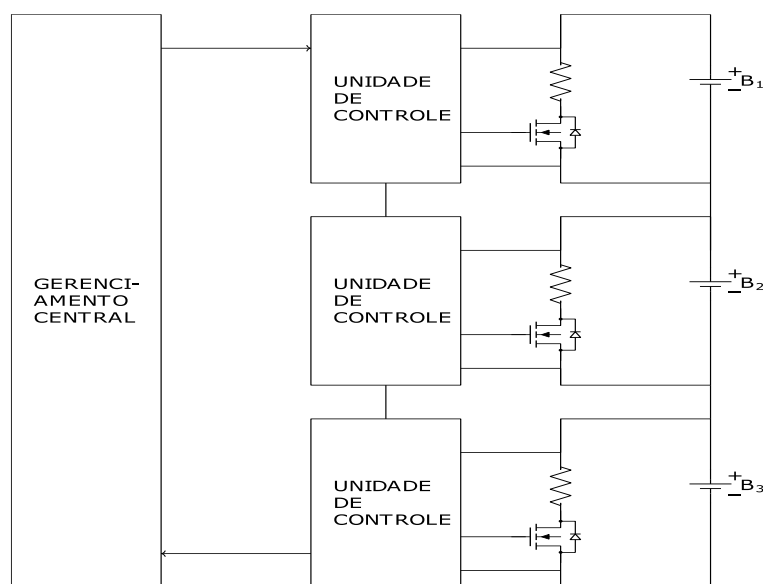 UNIDADE
DE
CONTROLE
+
B1
−
GERENCI-
AMENTO
CENTRAL
UNIDADE
DE
CONTROLE
+
B2
−
UNIDADE
DE
CONTROLE
+
B3
−